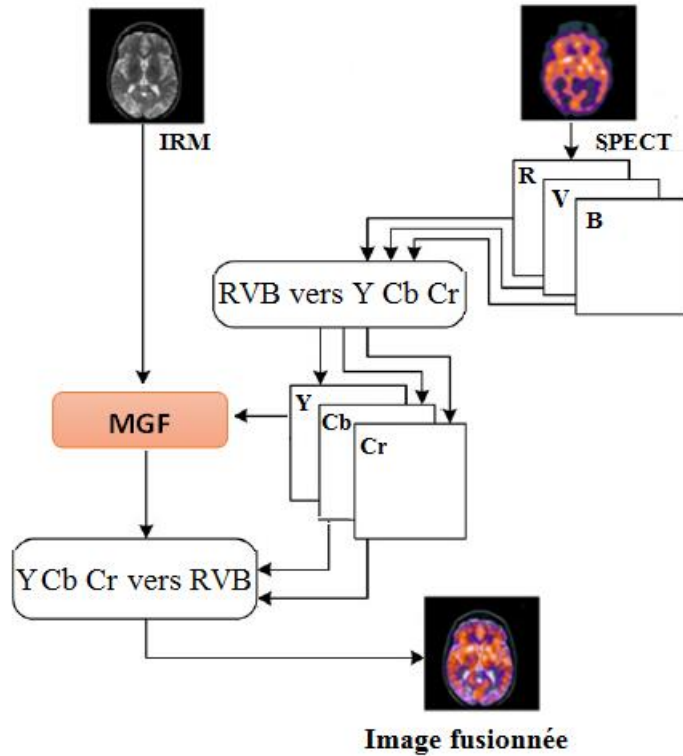 IRM
SPECT
R
V
B
RVB vers Y Cb Cr
Y
Cb
Cr
MGF
Y Cb Cr vers RVB
Image fusionnée